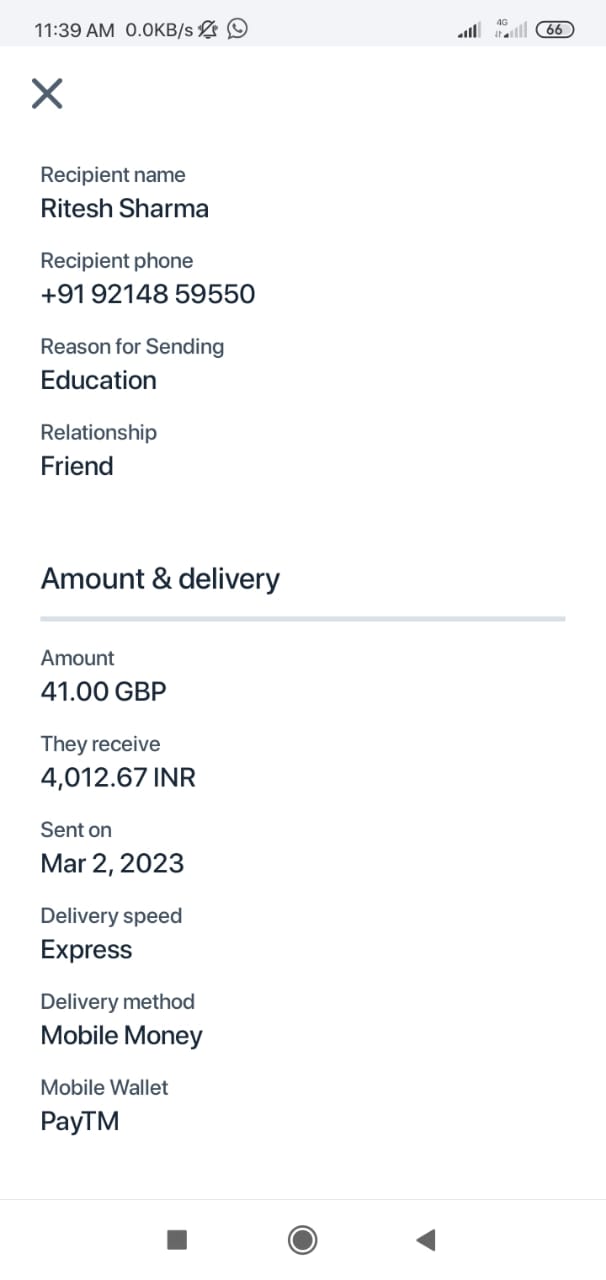 11:39 AM 0.0KB/s 4G 66
Recipient name
Ritesh Sharma
Recipient phone
+91 92148 59550
Reason for Sending
Education
Relationship
Friend
Amount & delivery
Amount
41.00 GBP
They receive
4,012.67 INR
Sent on
Mar 2, 2023
Delivery speed
Express
Delivery method
Mobile Money
Mobile Wallet
PayTM